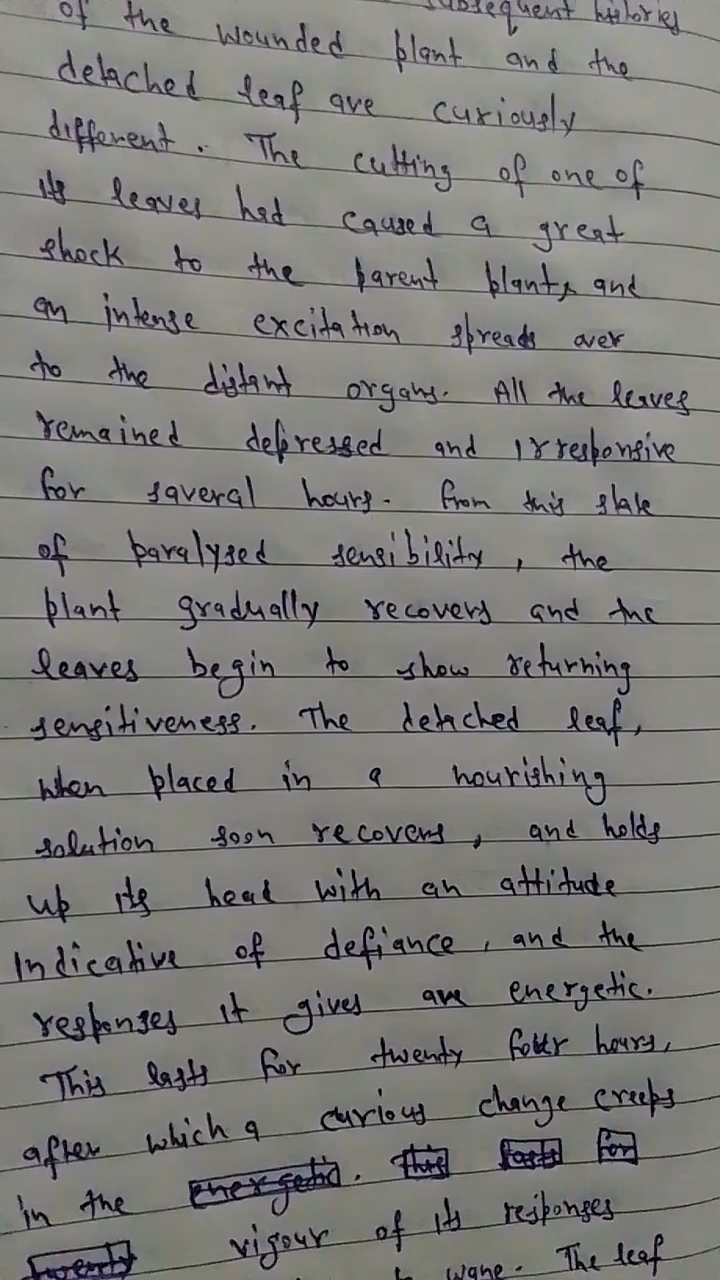 subsequent histories
of the wounded plant and the
detached leaf are curiously
different. The cutting of one of
its leaves had caused a great
shock to the parent plant, and
an intense excitation spreads over
to the distant organs. All the leaves
remained depressed and irresponsive
for saveral hours. From this state
of paralysed sensibility, the
plant gradually recovers and the
leaves begin to show returning
sensitiveness. The detached leaf,
when placed in a nourishing
solution soon recovers, and holds
up its head with an attitude
indicative of defiance, and the
responses it gives are energetic.
This lasts for twenty four hours,
after which a curious change creeps
in the energetic. This lasts for
twenty vigour of its responses
wane. The leaf